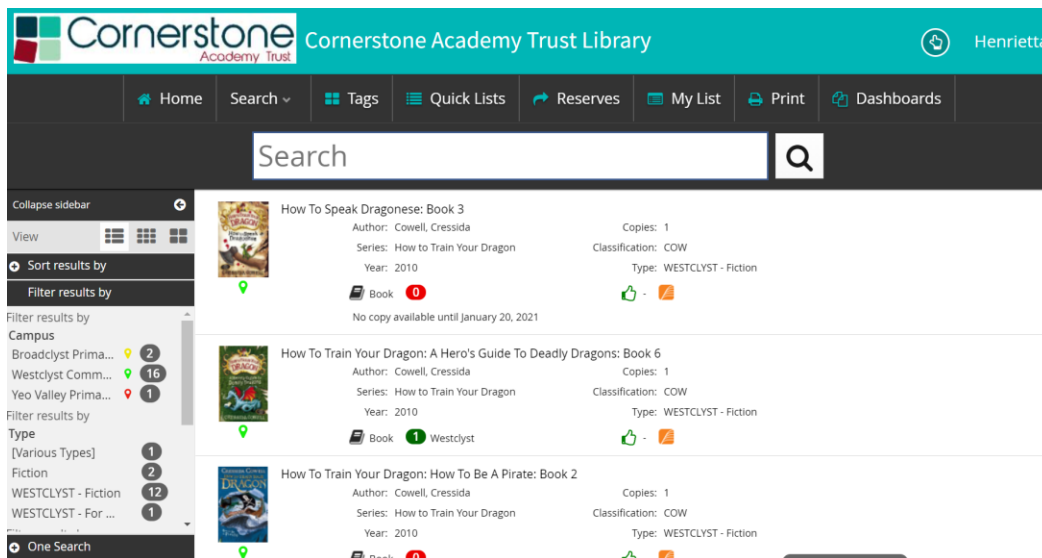 Cornerstone
Academy Trust
Cornerstone Academy Trust Library
Henrietta
Home Search Tags Quick Lists Reserves My List Print Dashboards
Search
Collapse sidebar
View
Sort results by
Filter results by
Filter results by
Campus
Broadclyst Prima... 2
Westclyst Comm... 16
Yeo Valley Prima... 1
Filter results by
Type
[Various Types] 1
Fiction 2
WESTCLYST - Fiction 12
WESTCLYST - For ... 1
One Search
How To Speak Dragonese: Book 3
Author: Cowell, Cressida Copies: 1
Series: How to Train Your Dragon Classification: COW
Year: 2010 Type: WESTCLYST - Fiction
Book 0 -
No copy available until January 20, 2021
How To Train Your Dragon: A Hero's Guide To Deadly Dragons: Book 6
Author: Cowell, Cressida Copies: 1
Series: How to Train Your Dragon Classification: COW
Year: 2010 Type: WESTCLYST - Fiction
Book 1 Westclyst -
DRAGON
How To Train Your Dragon: How To Be A Pirate: Book 2
Author: Cowell, Cressida Copies: 1
Series: How to Train Your Dragon Classification: COW
Year: 2010 Type: WESTCLYST - Fiction
Book 0 -